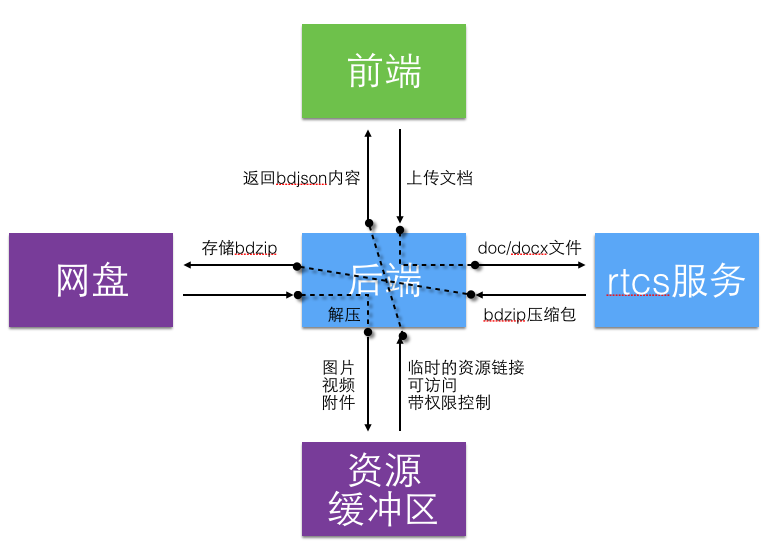 前端
返回bdjson内容
上传文档
网盘
存储bdzip
后端
doc/docx文件
rtcs服务
解压
bdzip压缩包
图片
视频
附件
临时的资源链接
可访问
带权限控制
资源
缓冲区